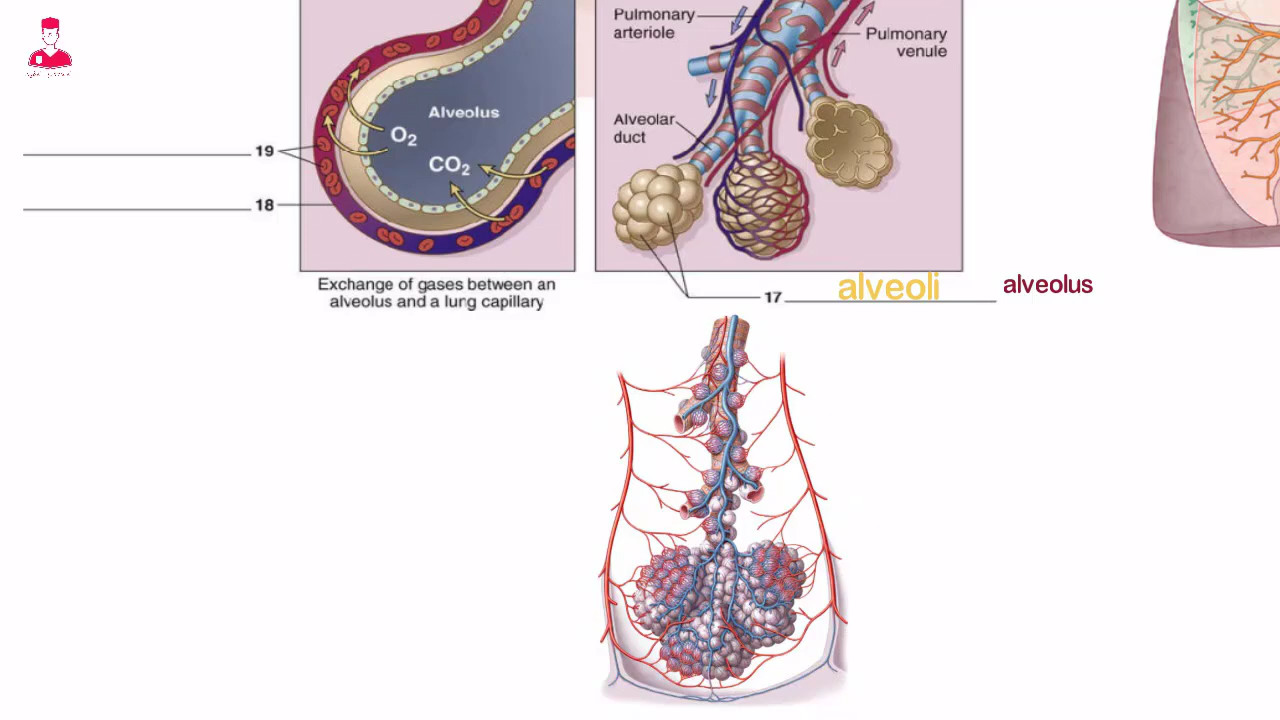 Pulmonary
arteriole
Pulmonary
venule
Alveolus
O2
CO2
Alveolar
duct
19
18
Exchange of gases between an
alveolus and a lung capillary
17 alveoli alveolus